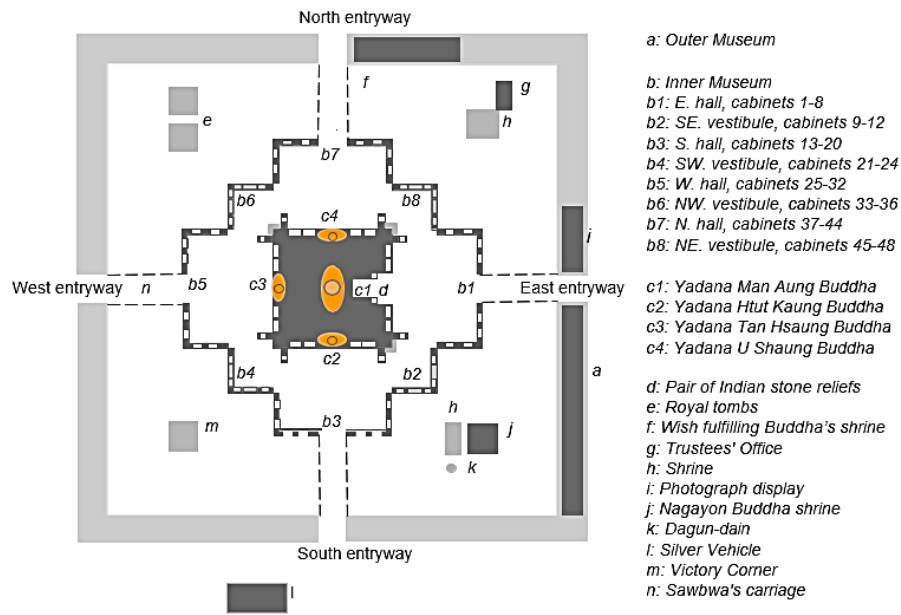 North entryway
f
g
h
e
b7
b6
b8
c4
i
West entryway
n
b5
c3
c1
d
b1
East entryway
c2
b4
b2
a
b3
h
j
m
k
South entryway
l
a: Outer Museum
b: Inner Museum
b1: E. hall, cabinets 1-8
b2: SE. vestibule, cabinets 9-12
b3: S. hall, cabinets 13-20
b4: SW. vestibule, cabinets 21-24
b5: W. hall, cabinets 25-32
b6: NW. vestibule, cabinets 33-36
b7: N. hall, cabinets 37-44
b8: NE. vestibule, cabinets 45-48
c1: Yadana Man Aung Buddha
c2: Yadana Htut Kaung Buddha
c3: Yadana Tan Hsaung Buddha
c4: Yadana U Shaung Buddha
d: Pair of Indian stone reliefs
e: Royal tombs
f: Wish fulfilling Buddha's shrine
g: Trustees' Office
h: Shrine
i: Photograph display
j: Nagayon Buddha shrine
k: Dagun-dain
l: Silver Vehicle
m: Victory Corner
n: Sawbwa's carriage